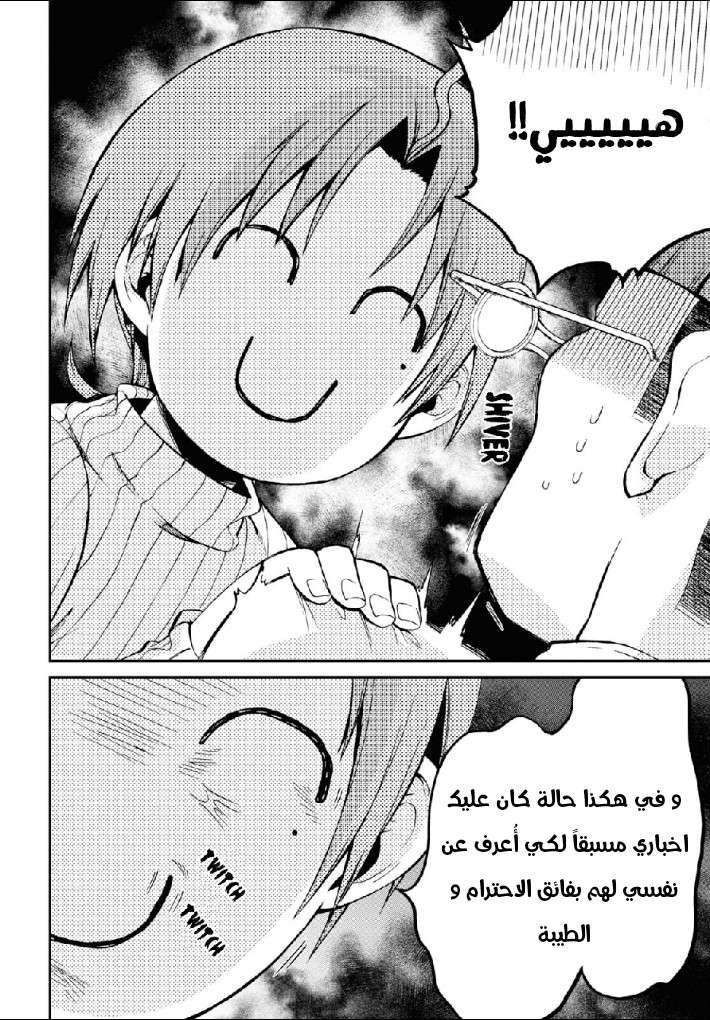 هيييييي!!
SHIVER
و في هكذا حالة كان عليك
اخباري مسبقاً لكي أُعرف عن
نفسي لهم بفائق الاحترام و
الطيبة
TWITCH
TWITCH